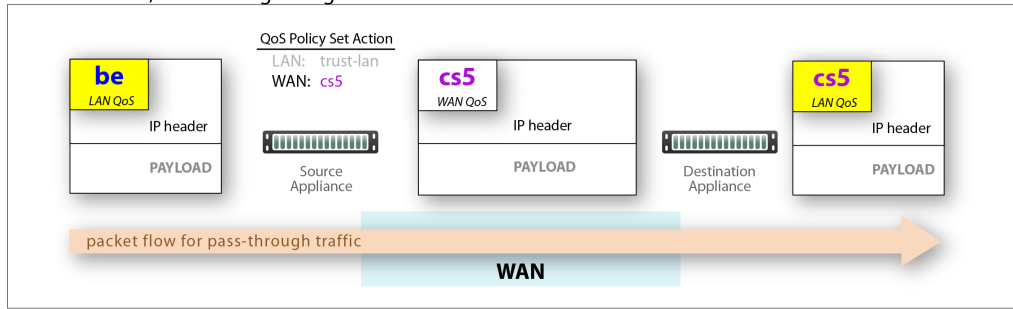 QoS Policy Set Action
LAN: trust-lan
WAN: cs5
be
LAN QoS
IP header
PAYLOAD
Source
Appliance
cs5
WAN QoS
IP header
PAYLOAD
Destination
Appliance
cs5
LAN QoS
IP header
PAYLOAD
packet flow for pass-through traffic
WAN